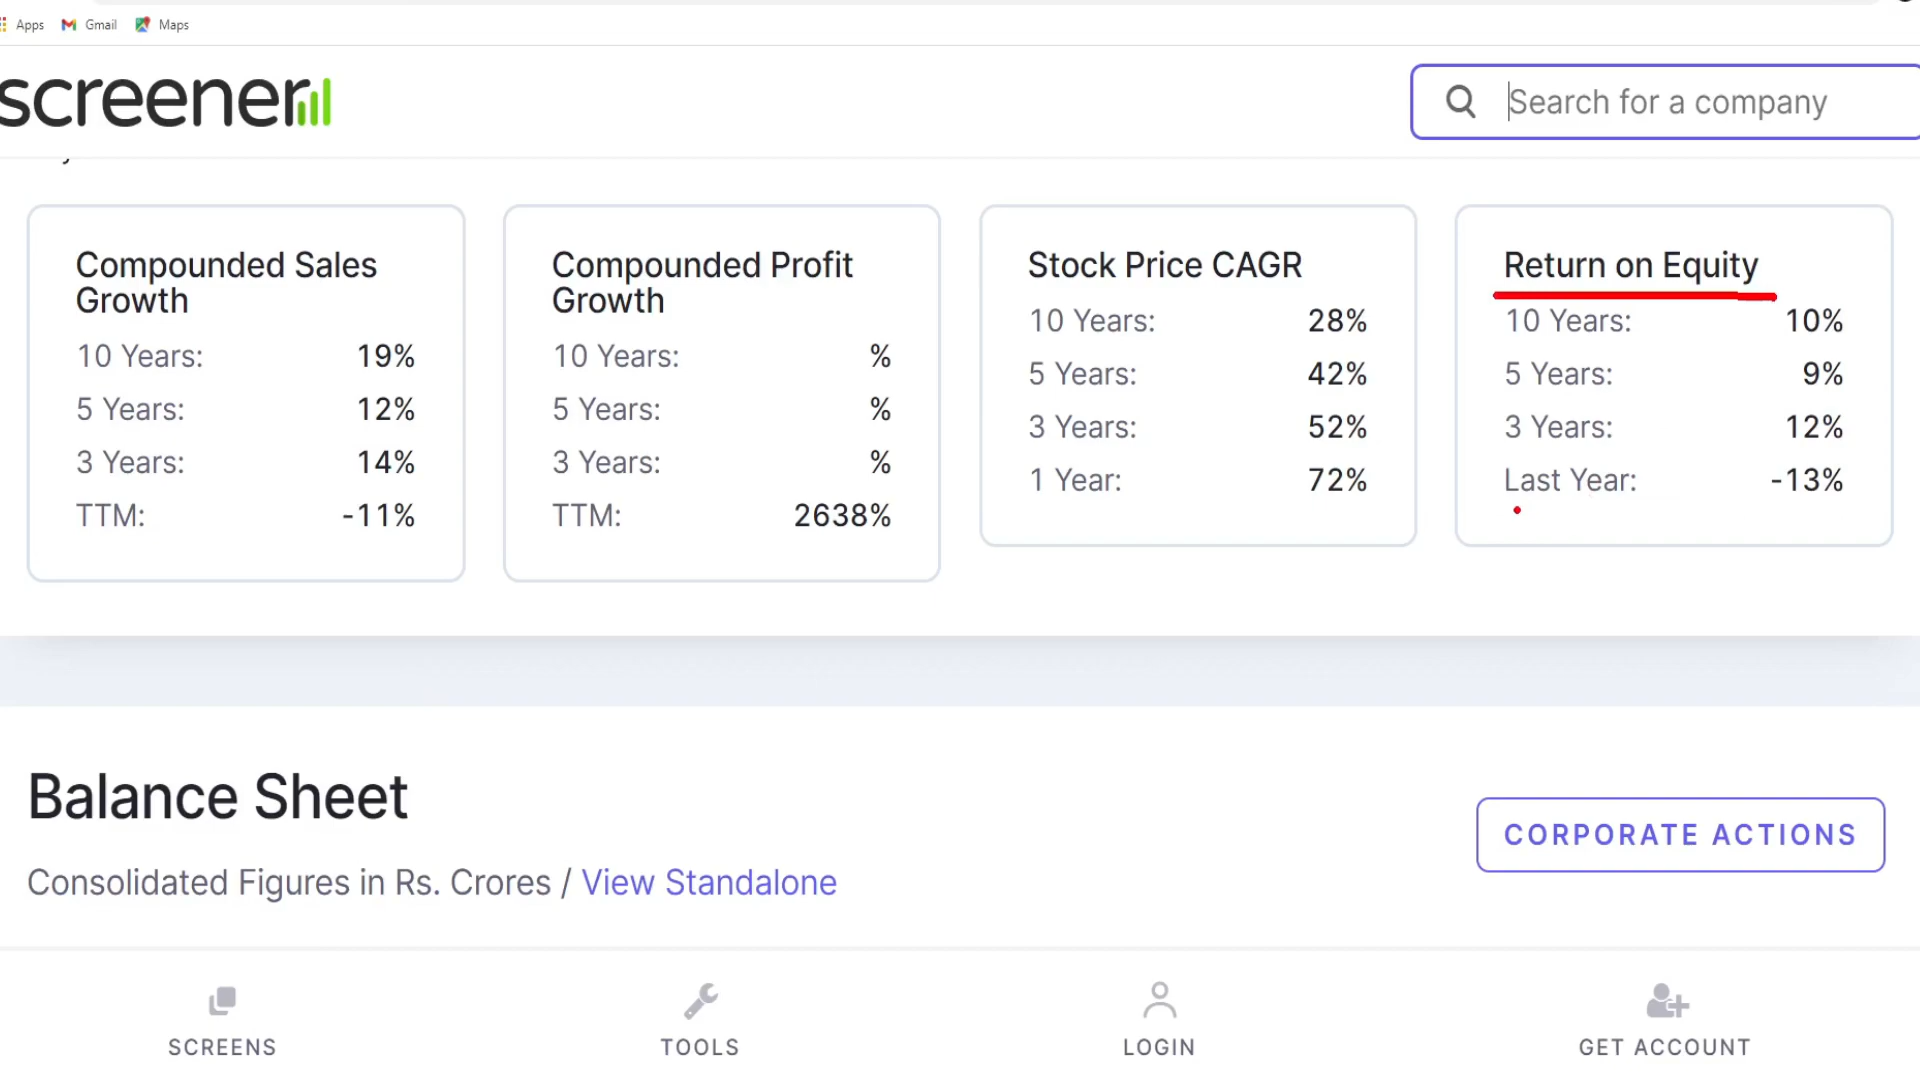 Apps Gmail Maps
screener
Search for a company
Compounded Sales
Growth
10 Years: 19%
5 Years: 12%
3 Years: 14%
TTM: -11%
Compounded Profit
Growth
10 Years: %
5 Years: %
3 Years: %
TTM: 2638%
Stock Price CAGR
10 Years: 28%
5 Years: 42%
3 Years: 52%
1 Year: 72%
Return on Equity
10 Years: 10%
5 Years: 9%
3 Years: 12%
Last Year: -13%
Balance Sheet
CORPORATE ACTIONS
Consolidated Figures in Rs. Crores / View Standalone
SCREENS
TOOLS
LOGIN
GET ACCOUNT